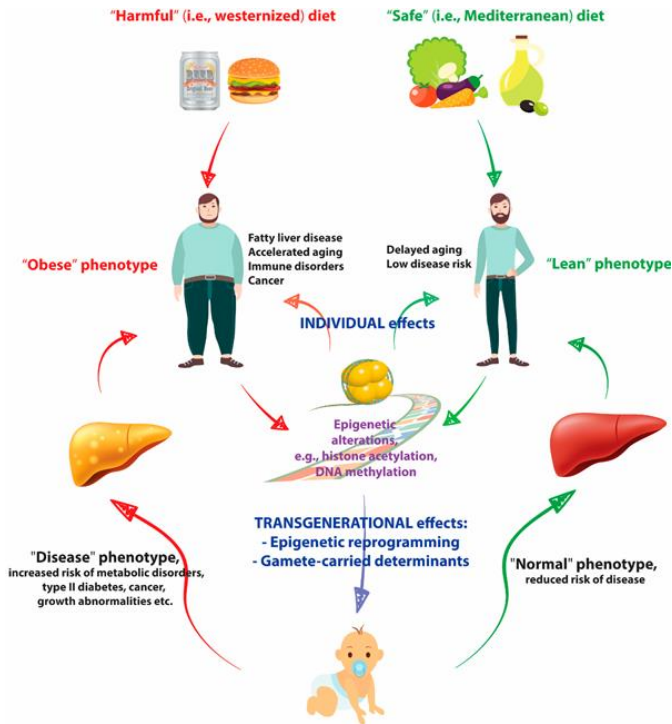 "Harmful" (i.e., westernized) diet
"Safe" (i.e., Mediterranean) diet
"Obese" phenotype
Fatty liver disease
Accelerated aging
Immune disorders
Cancer
Delayed aging
Low disease risk
"Lean" phenotype
INDIVIDUAL effects
Epigenetic
alterations,
e.g., histone acetylation,
DNA methylation
TRANSGENERATIONAL effects:
- Epigenetic reprogramming
- Gamete-carried determinants
"Disease" phenotype,
increased risk of metabolic disorders,
type II diabetes, cancer,
growth abnormalities etc.
"Normal" phenotype,
reduced risk of disease